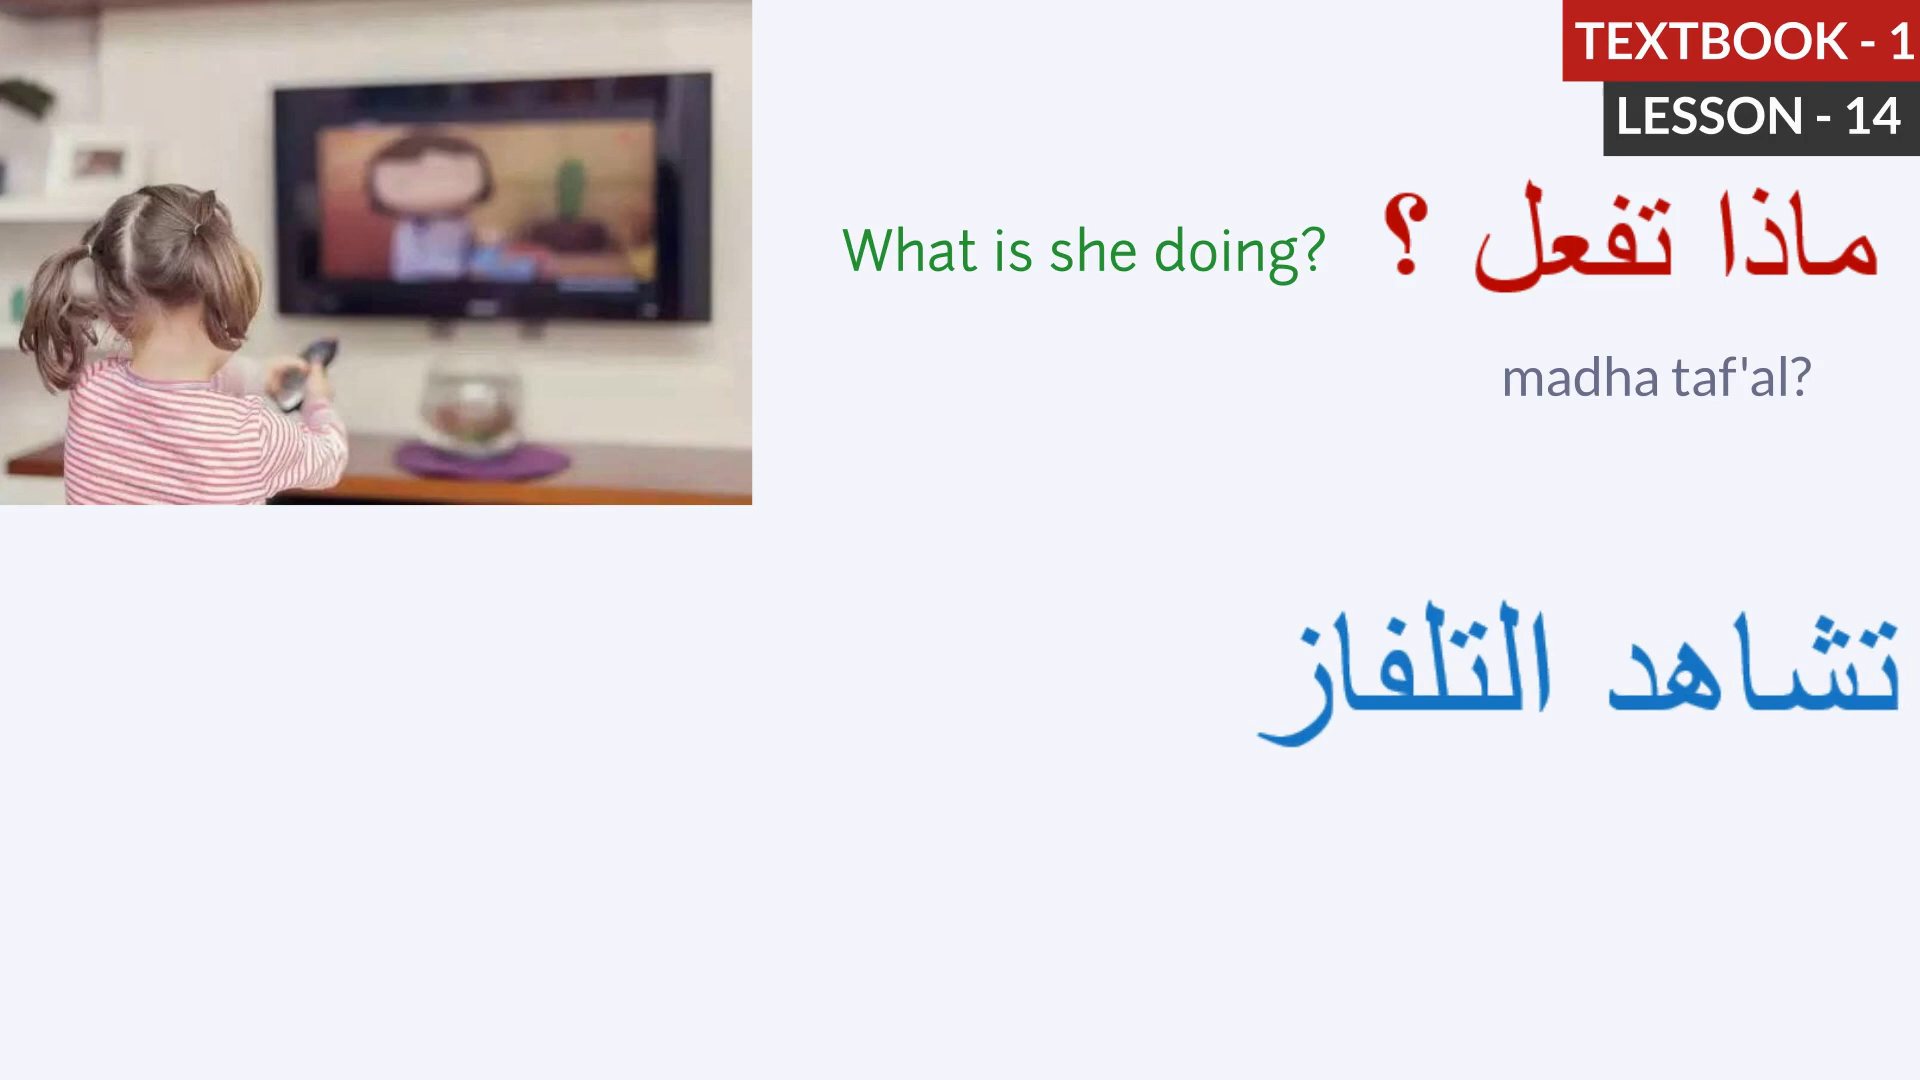 TEXTBOOK - 1
LESSON - 14
ماذا تفعل ؟
What is she doing?
madha taf'al?
تشاهد التلفاز